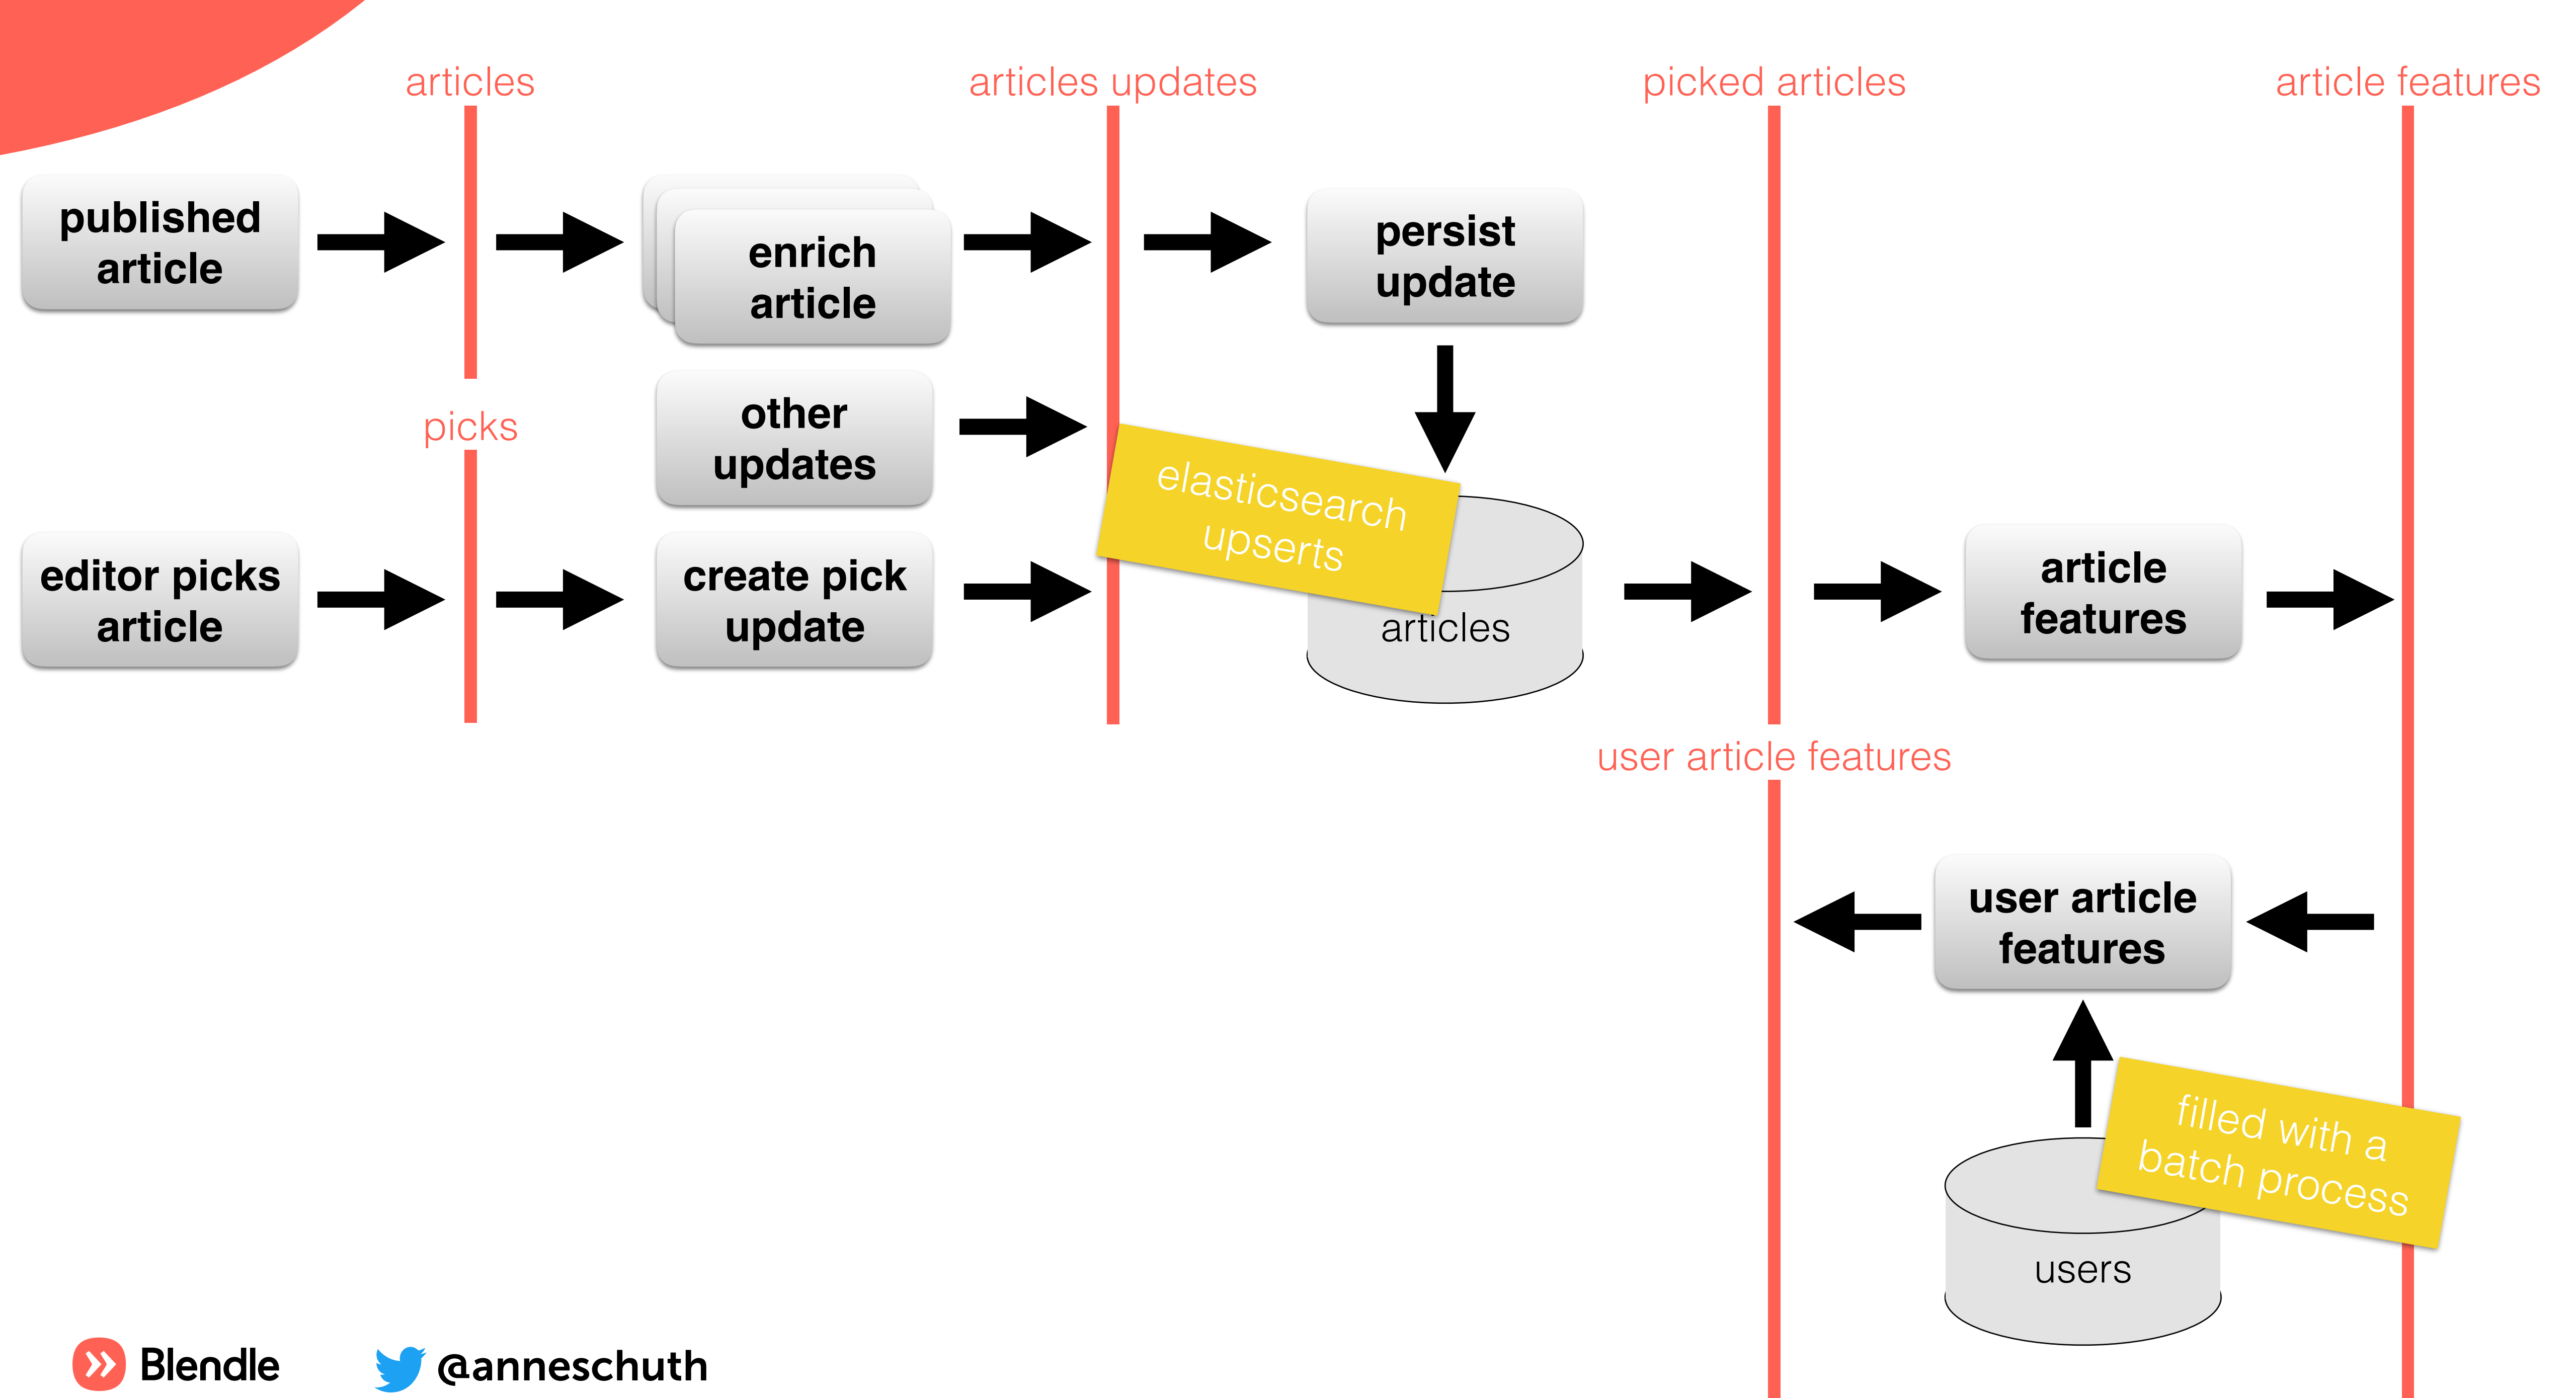 articles
articles updates
picked articles
article features
published
article
enrich
article
persist
update
picks
other
updates
elasticsearch
upserts
editor picks
article
create pick
update
articles
article
features
user article features
user article
features
filled with a
batch process
users
Blendle
@anneschuth